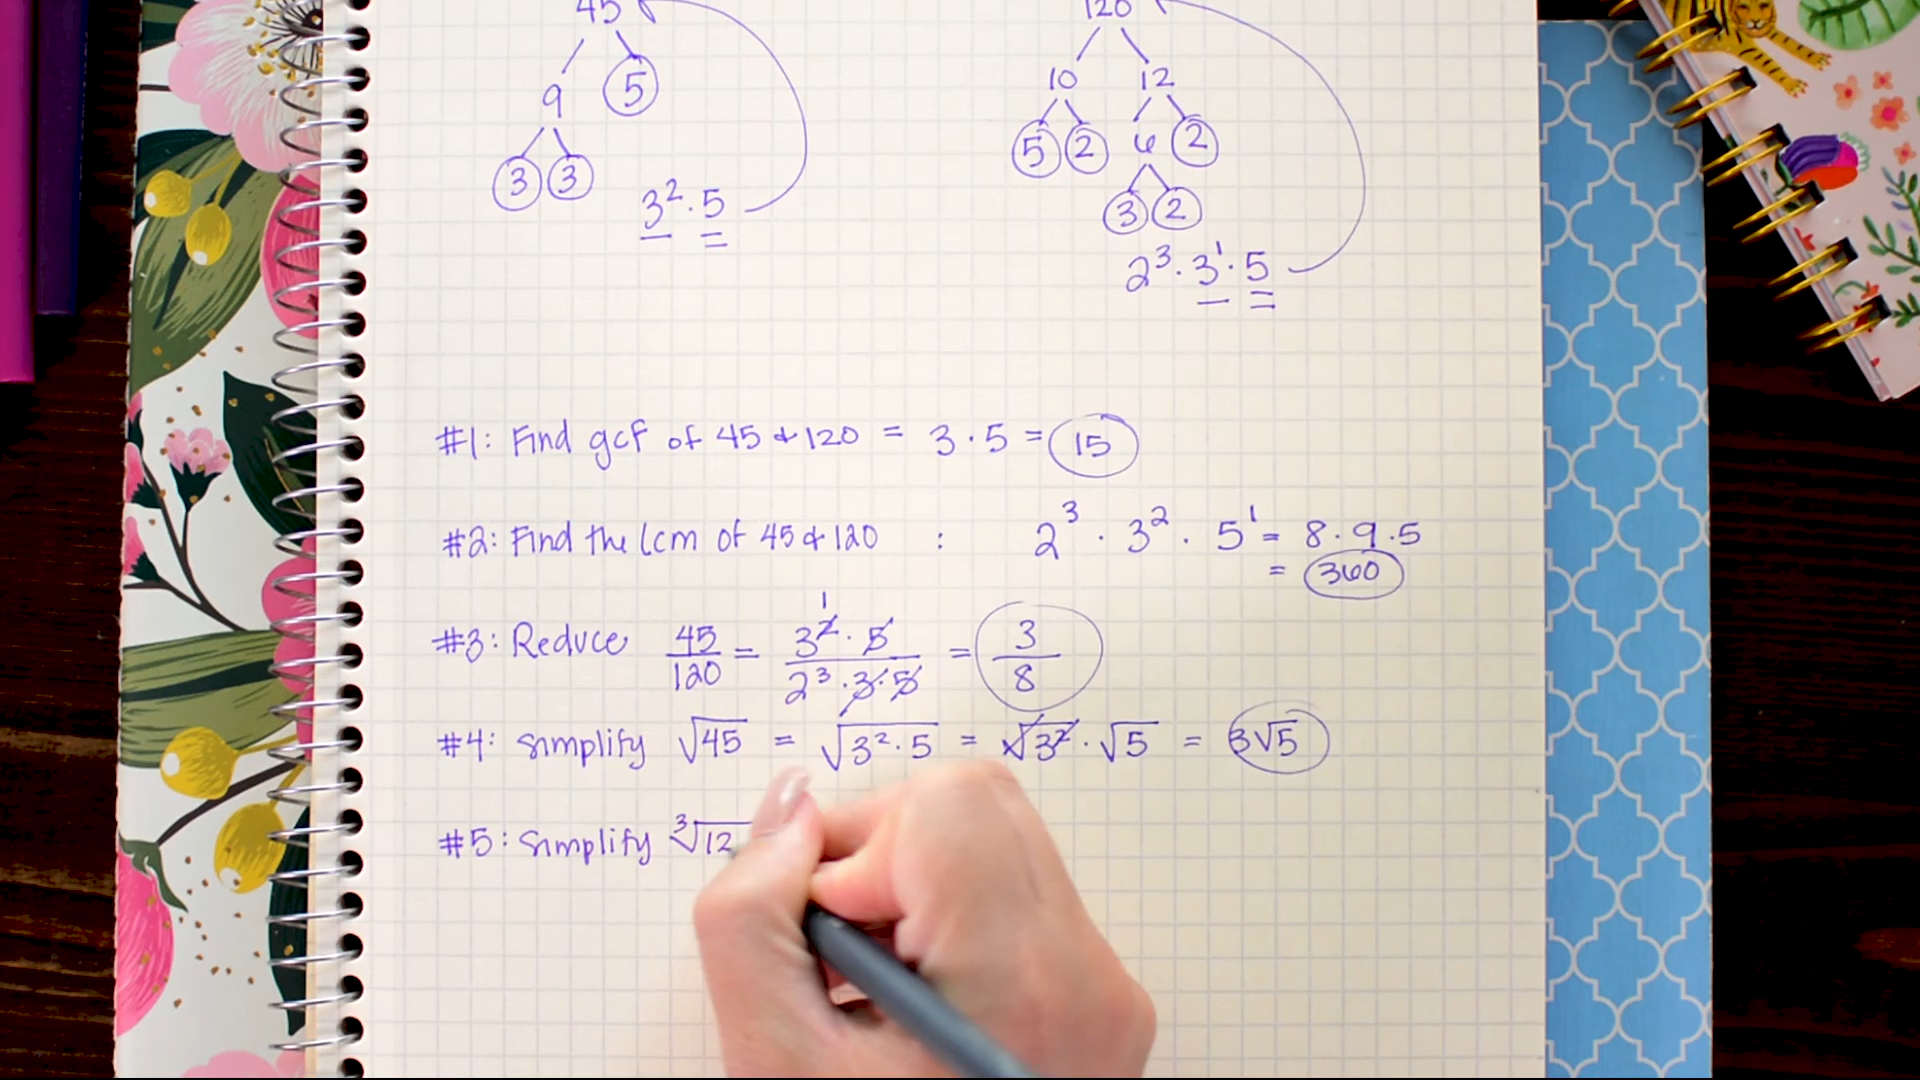 45 120
9 5 10 12
5 2 6 2
3 3
3² · 5 3 2
2³ · 3¹ · 5
#1: Find gcf of 45 & 120 = 3 · 5 = 15
#2: Find the lcm of 45 & 120 : 2³ · 3² · 5¹ = 8 · 9 · 5
= 360
#3: Reduce 45/120 = 3² · 5 / 2³ · 3 · 5 = 3/8
1
#4: Simplify √45 = √3² · 5 = √3² · √5 = 3√5
#5: Simplify ³√12